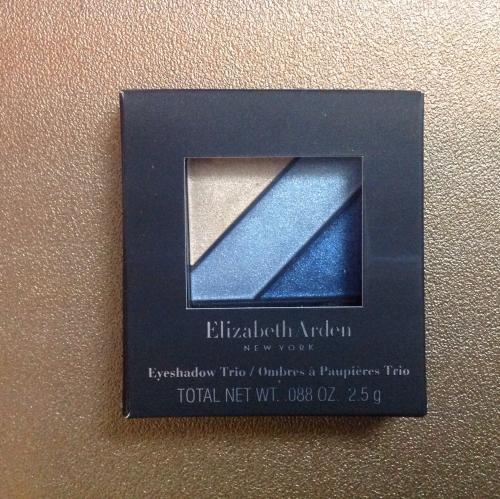 Elizabeth Arden
NEW YORK
Eyeshadow Trio / Ombres à Paupières Trio
TOTAL NET WT. .088 OZ. 2.5 g